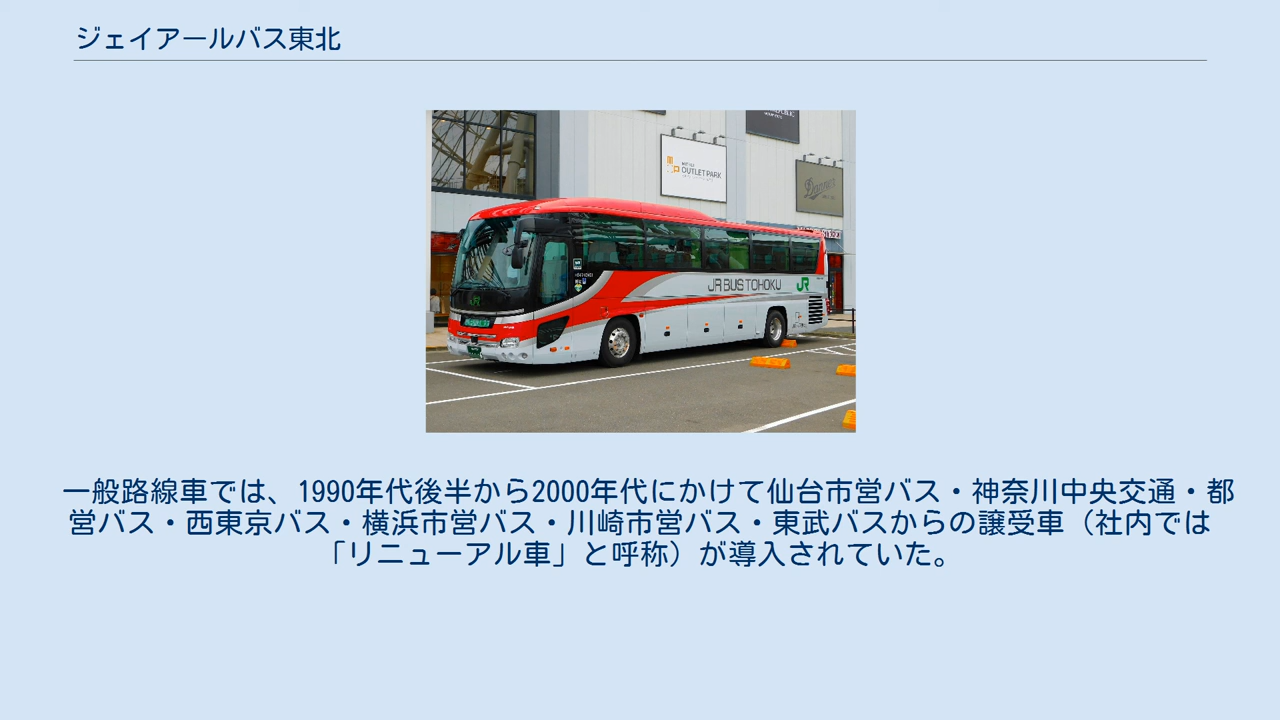 ジェイアールバス東北
OUTLET PARK
Danner
JR BUS TOHOKU
JR
JR
一般路線車では、1990年代後半から2000年代にかけて仙台市営バス・神奈川中央交通・都
営バス・西東京バス・横浜市営バス・川崎市営バス・東武バスからの譲受車（社内では
「リニューアル車」と呼称）が導入されていた。